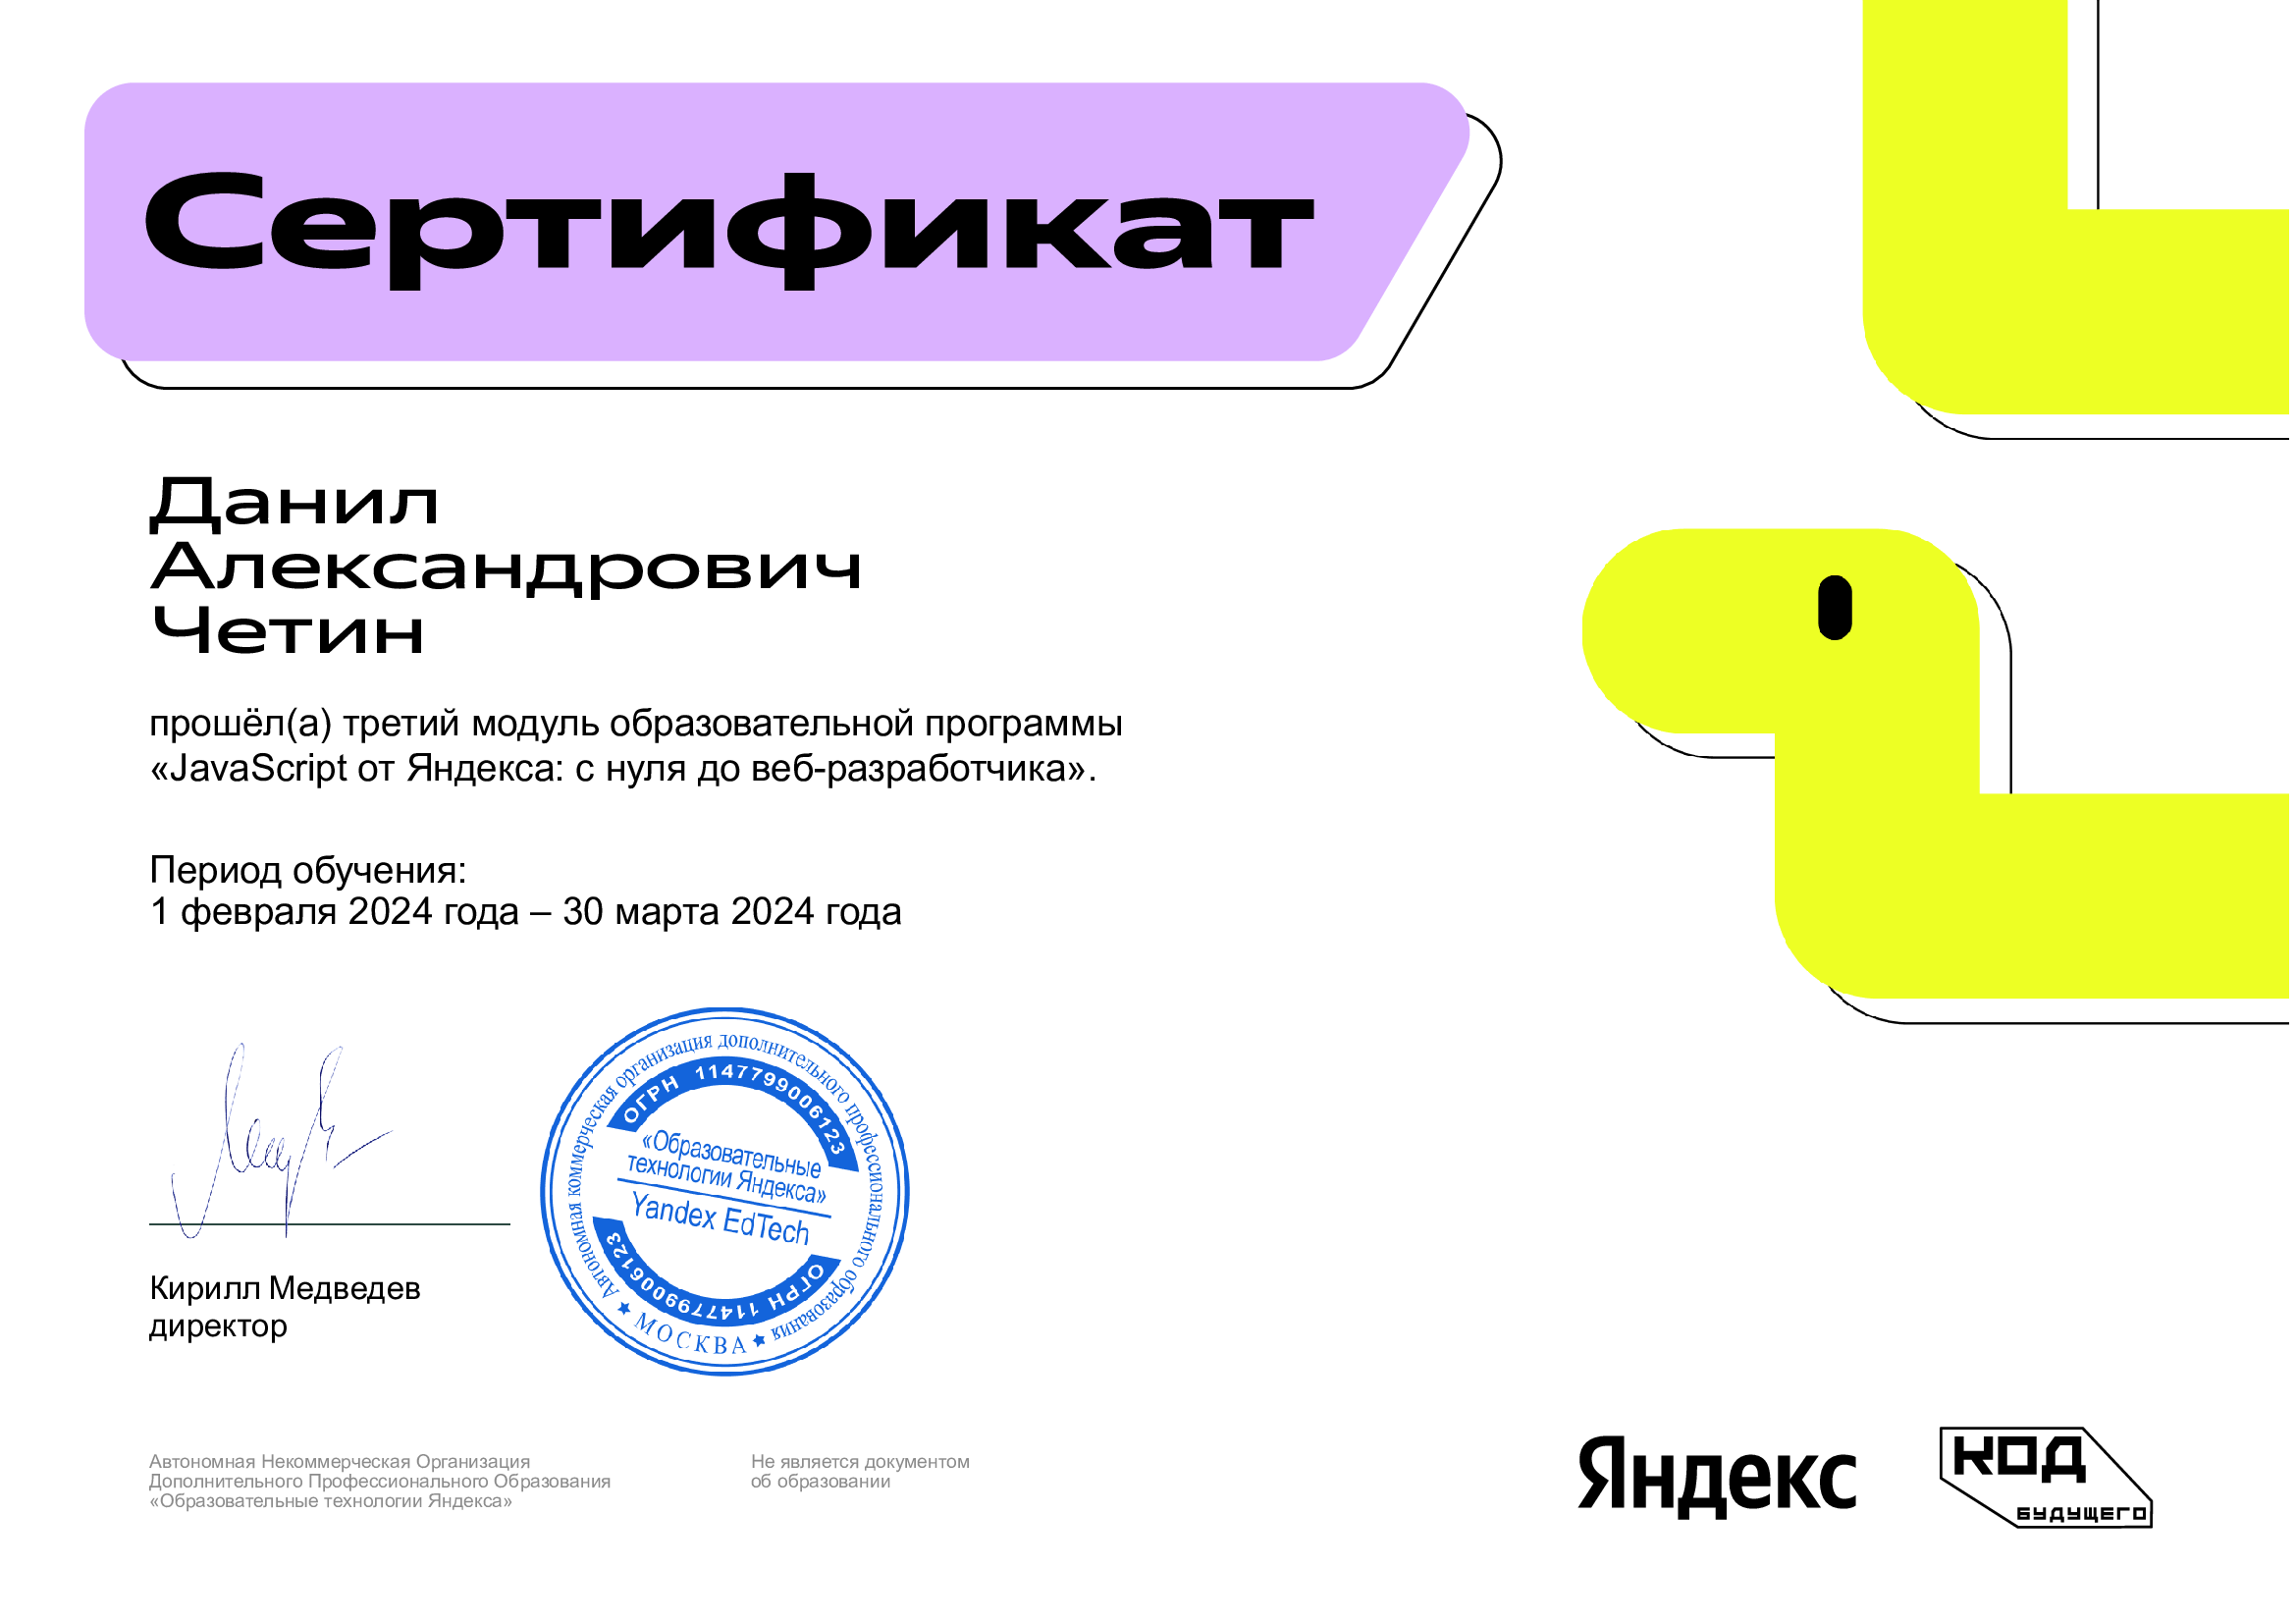 Сертификат
Данил
Александрович
Четин
прошёл(а) третий модуль образовательной программы
«JavaScript от Яндекса: с нуля до веб-разработчика».
Период обучения:
1 февраля 2024 года – 30 марта 2024 года
Автономная коммерческая организация дополнительного профессионального образования
ОГРН 1147799006123
«Образовательные
технологии Яндекса»
Yandex EdTech
ОГРН 1147799006123
МОСКВА
Кирилл Медведев
директор
Автономная Некоммерческая Организация
Дополнительного Профессионального Образования
«Образовательные технологии Яндекса»
Не является документом
об образовании
Яндекс
КОД
БУДУЩЕГО